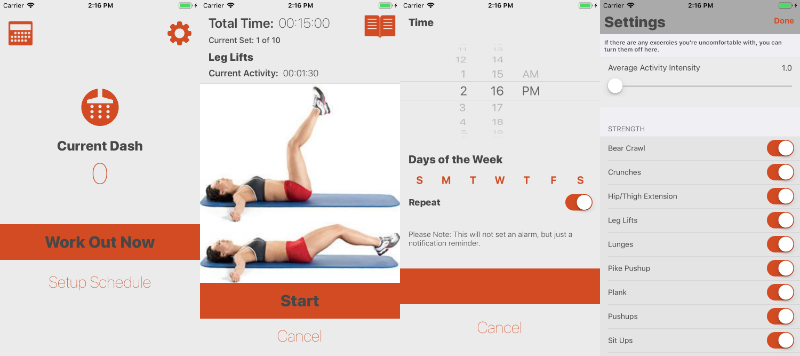 Carrier 2:16 PM
Current Dash
0
Work Out Now
Setup Schedule
Carrier 2:16 PM
Total Time: 00:15:00
Current Set: 1 of 10
Leg Lifts
Current Activity: 00:01:30
Start
Cancel
Carrier 2:16 PM
Time
12 14
1 15 AM
2 16 PM
3 17
4 18
Days of the Week
S M T W T F S
Repeat
Please Note: This will not set an alarm, but just a
notification reminder.
Cancel
Carrier 2:16 PM
Settings Done
If there are any excercies you're uncomfortable with, you can
turn them off here.
Average Activity Intensity 1.0
STRENGTH
Bear Crawl
Crunches
Hip/Thigh Extension
Leg Lifts
Lunges
Pike Pushup
Plank
Pushups
Sit Ups